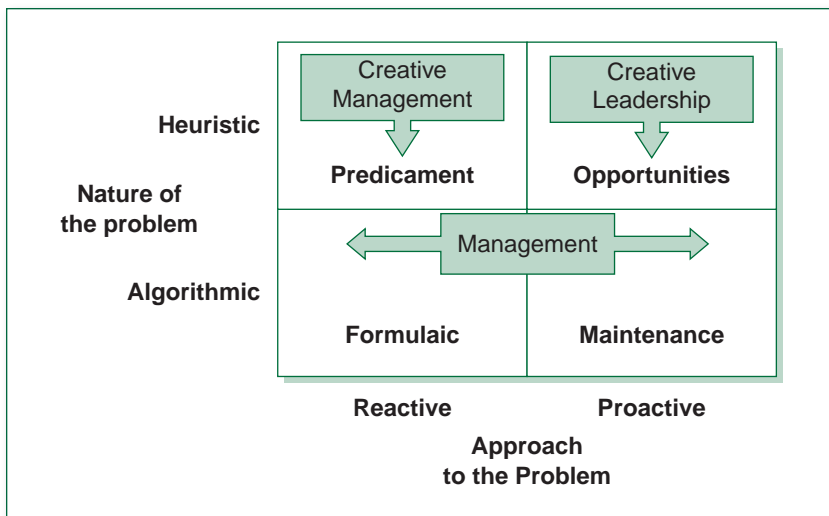 Creative
Management
Creative
Leadership
Heuristic
Predicament
Opportunities
Nature of
the problem
Management
Algorithmic
Formulaic
Maintenance
Reactive
Proactive
Approach
to the Problem